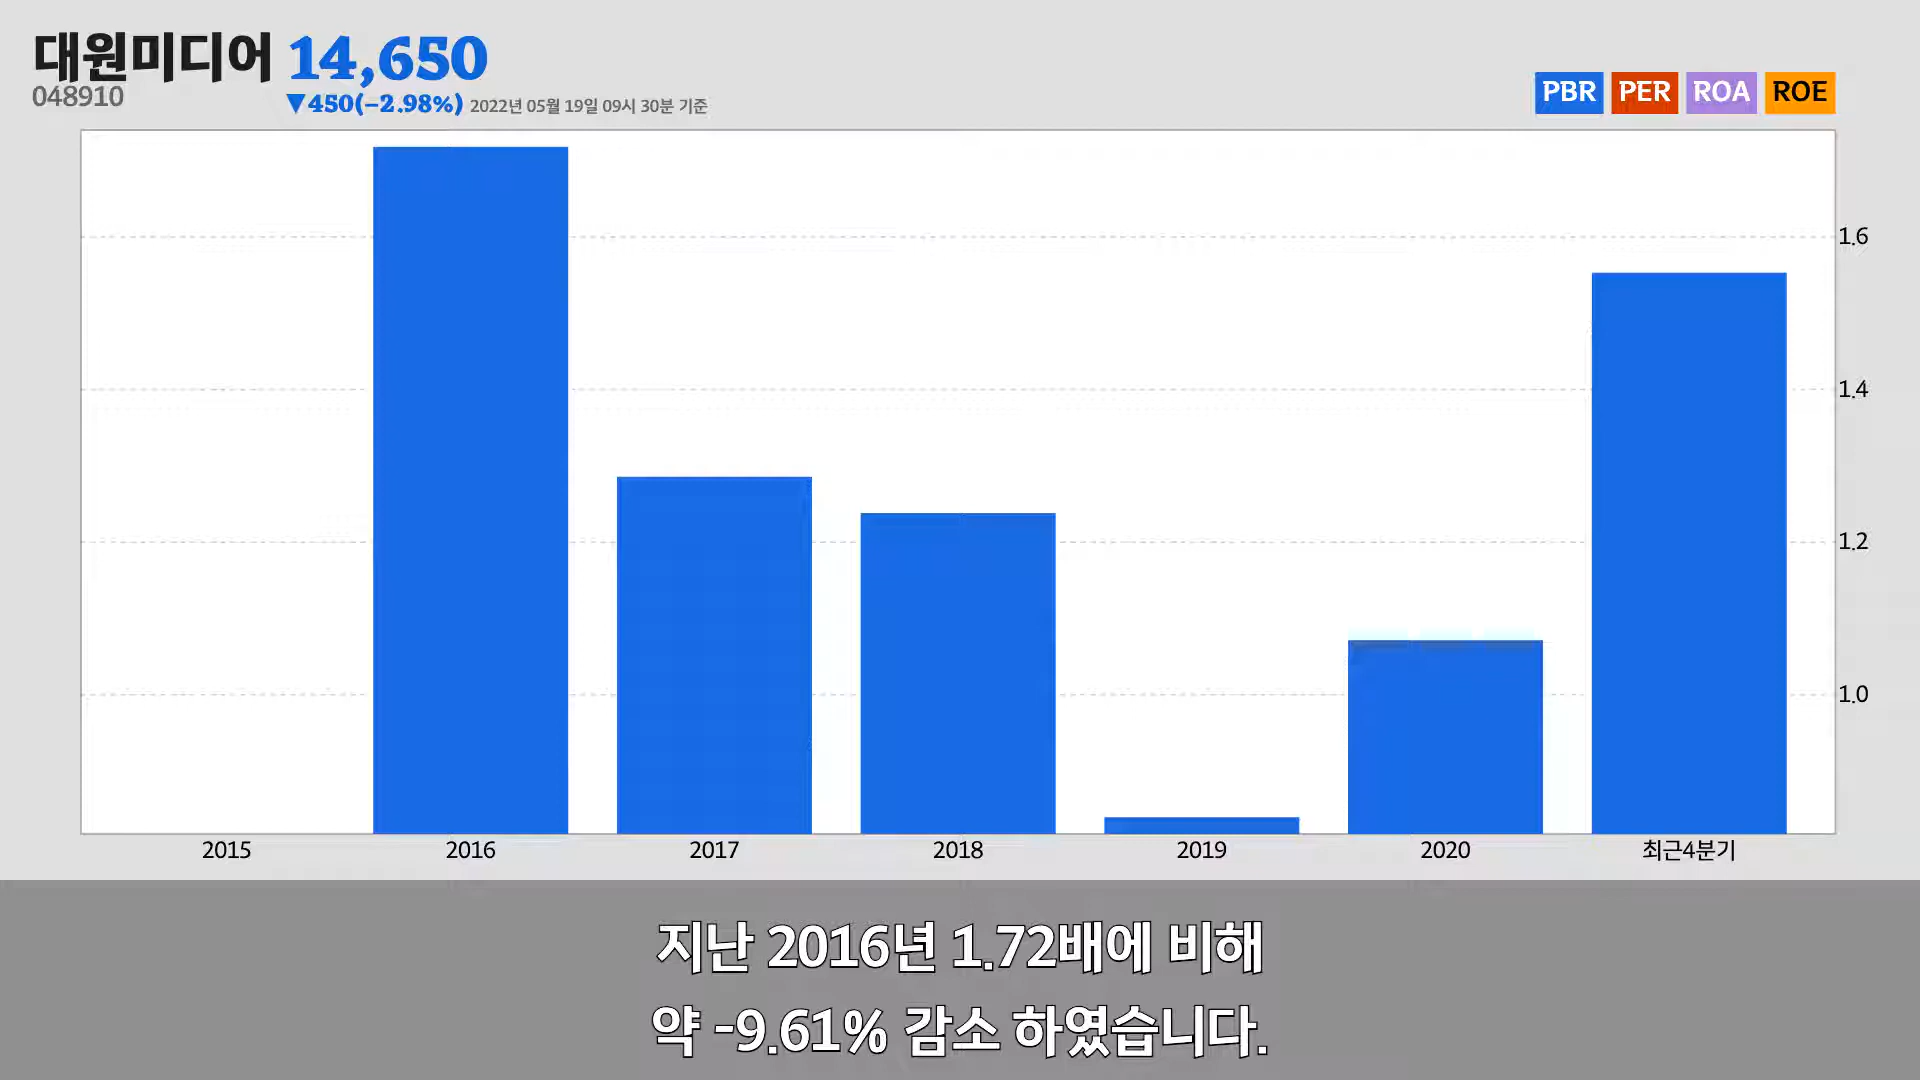 대원미디어 14,650
048910
▼450(-2.98%) 2022년 05월 19일 09시 30분 기준
PBR PER ROA ROE
1.6
1.4
1.2
1.0
2015 2016 2017 2018 2019 2020 최근4분기
지난 2016년 1.72배에 비해
약 -9.61% 감소 하였습니다.